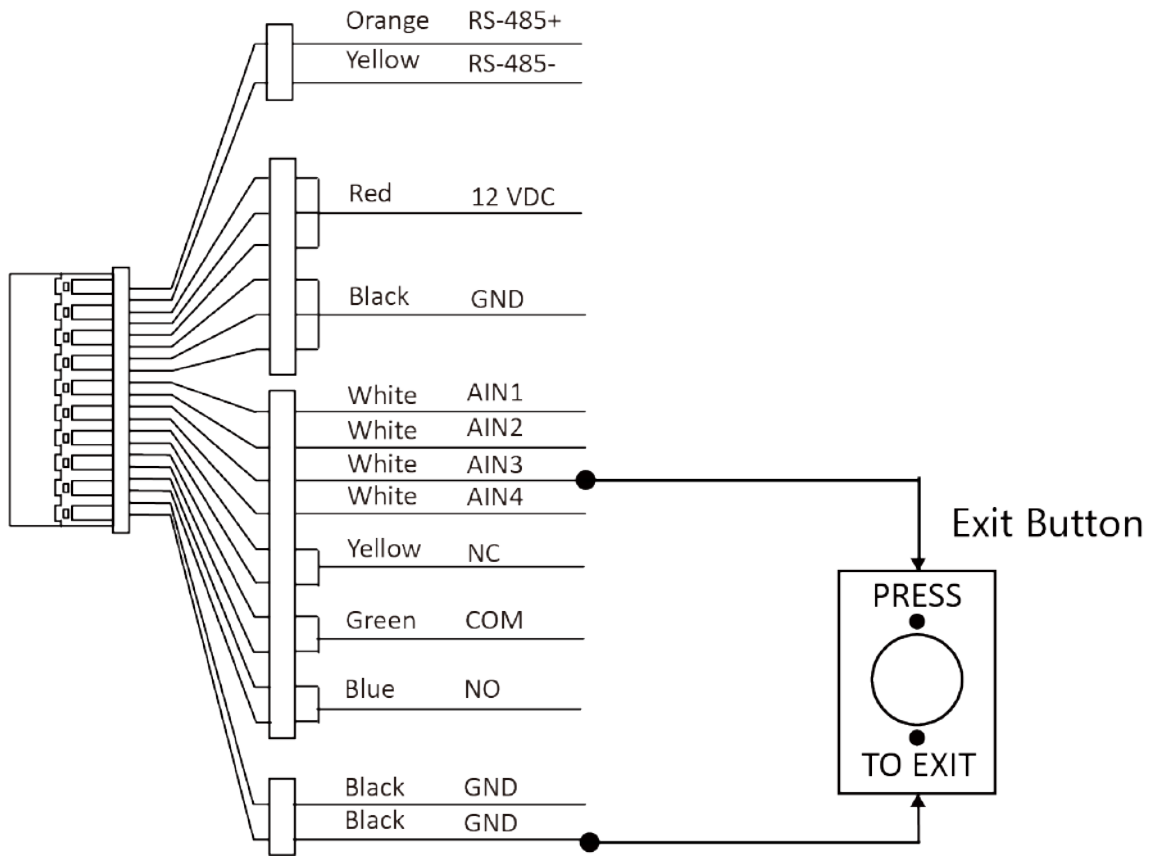 Orange RS-485+
Yellow RS-485-
Red 12 VDC
Black GND
White AIN1
White AIN2
White AIN3
White AIN4
Yellow NC
Green COM
Blue NO
Black GND
Black GND
Exit Button
PRESS
TO EXIT